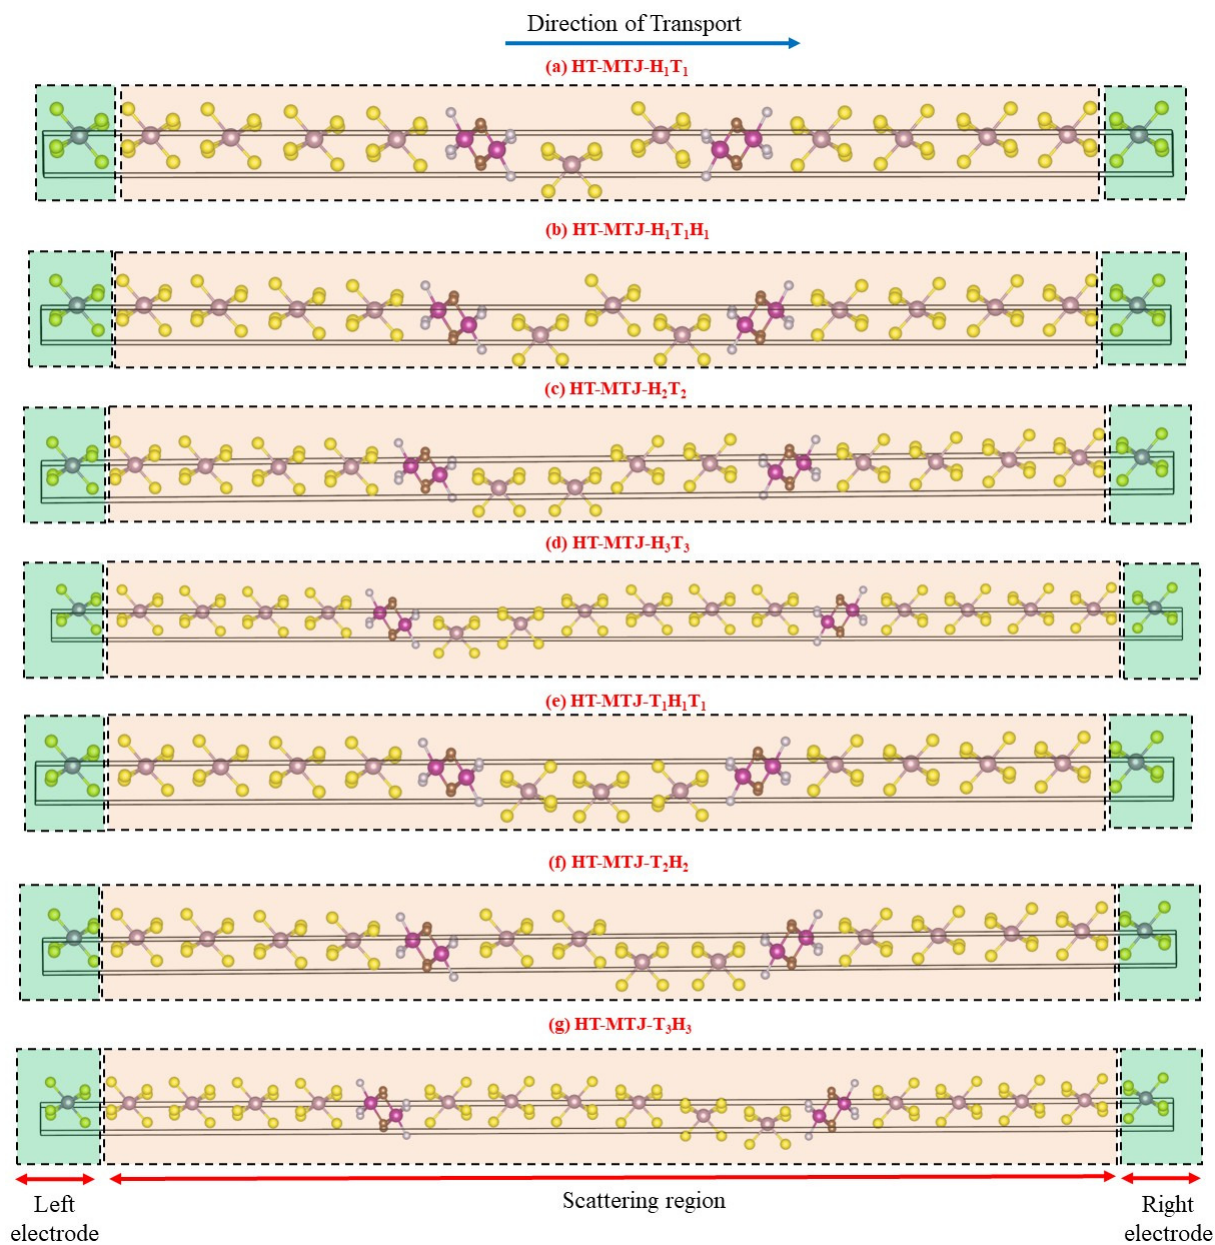 Direction of Transport
(a) HT-MTJ-H₁T₁
(b) HT-MTJ-H₁T₁H₁
(c) HT-MTJ-H₂T₂
(d) HT-MTJ-H₃T₃
(e) HT-MTJ-T₁H₁T₁
(f) HT-MTJ-T₂H₂
(g) HT-MTJ-T₃H₃
Left
electrode
Scattering region
Right
electrode